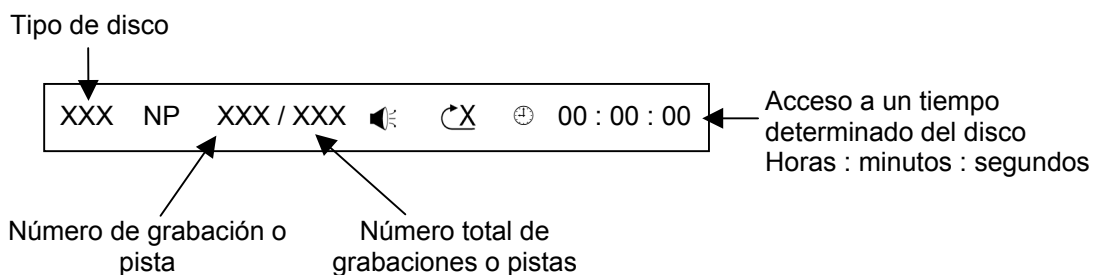 Tipo de disco
XXX NP XXX / XXX X 00 : 00 : 00
Acceso a un tiempo
determinado del disco
Horas : minutos : segundos
Número de grabación o
pista
Número total de
grabaciones o pistas